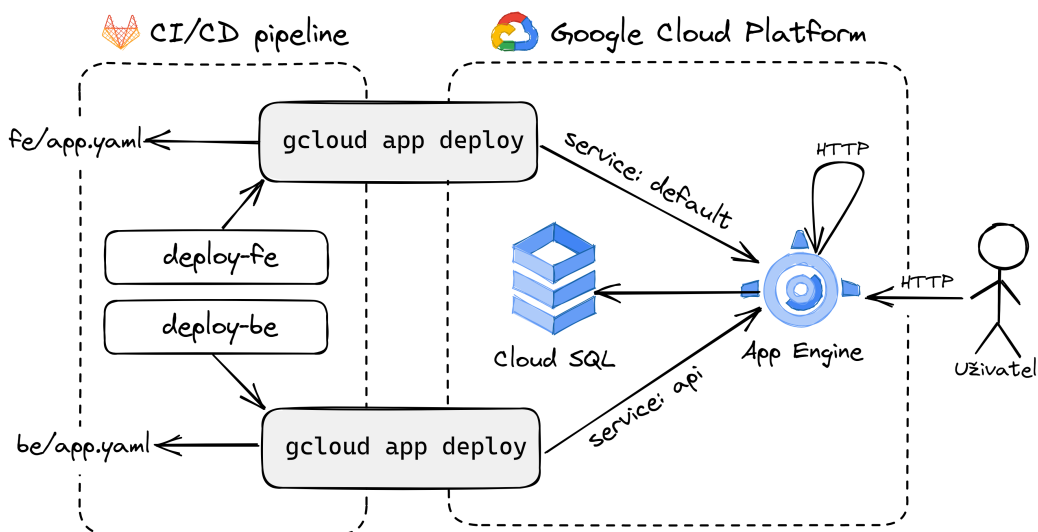 CI/CD pipeline
Google Cloud Platform
fe/app.yaml
gcloud app deploy
service: default
HTTP
deploy-fe
HTTP
deploy-be
Cloud SQL
App Engine
Uživatel
service: api
be/app.yaml
gcloud app deploy